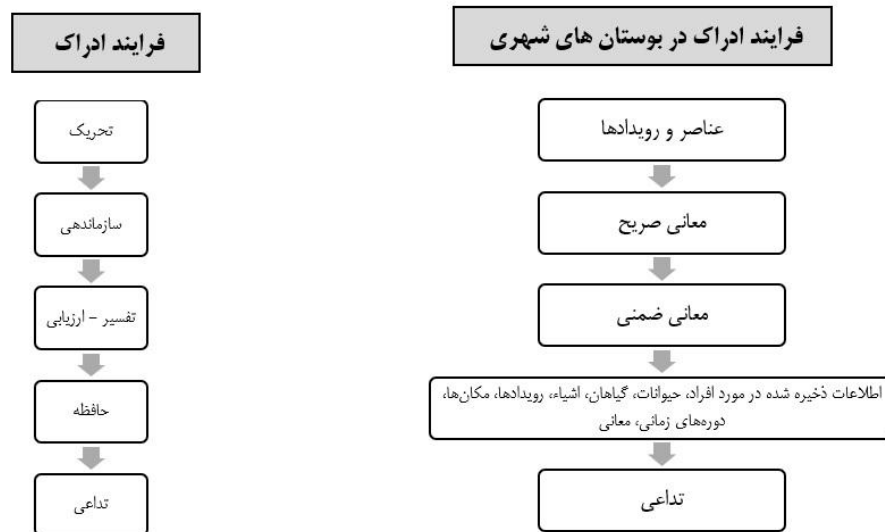 فرایند ادراک در بوستان های شهری
عناصر و رویدادها
معانی صریح
معانی ضمنی
اطلاعات ذخیره شده در مورد افراد، حیوانات، گیاهان، اشیاء، رویدادها، مکان‌ها،
دوره‌های زمانی، معانی
تداعی
فرایند ادراک
تحریک
سازماندهی
تفسیر - ارزیابی
حافظه
تداعی